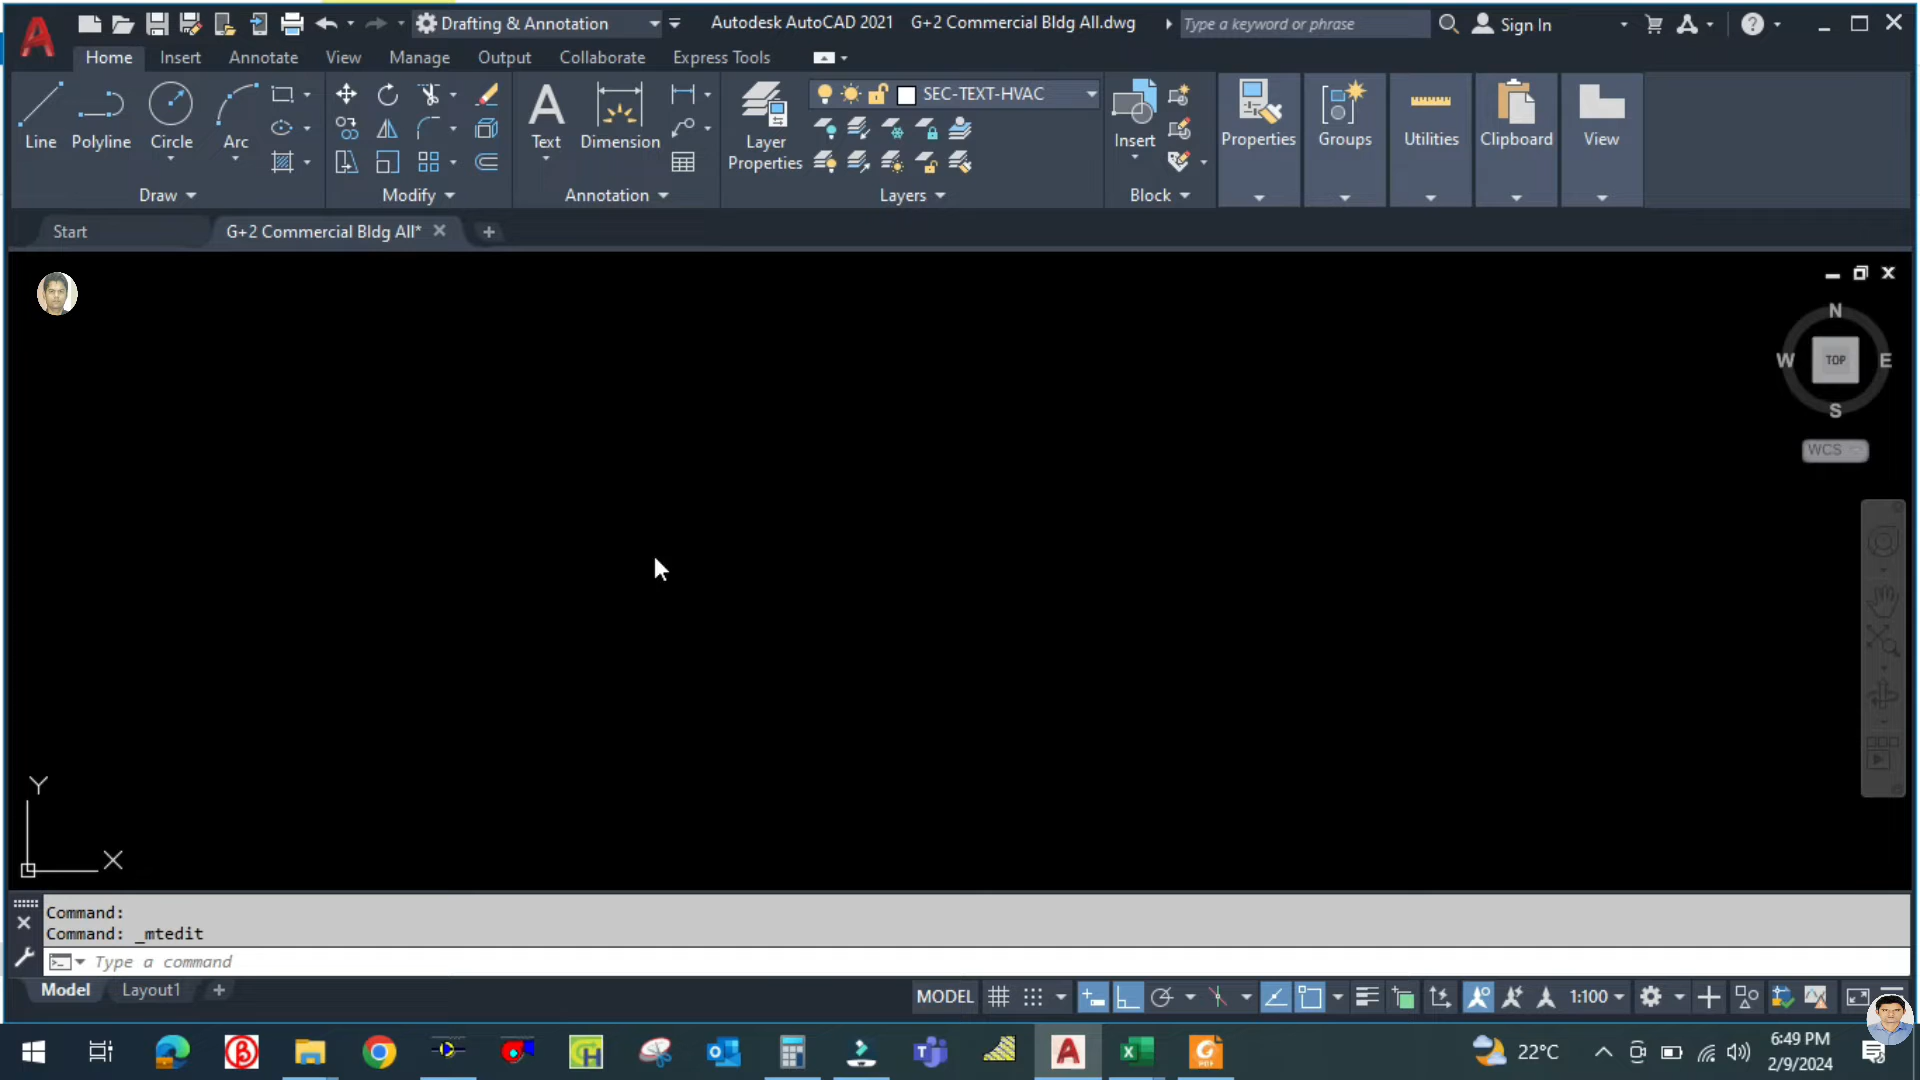 Drafting & Annotation
Autodesk AutoCAD 2021 G+2 Commercial Bldg All.dwg
Type a keyword or phrase
Sign In
Home Insert Annotate View Manage Output Collaborate Express Tools
SEC-TEXT-HVAC
Line Polyline Circle Arc
Text Dimension
Layer
Properties
Insert
Properties Groups Utilities Clipboard View
Draw Modify Annotation Layers Block
Start G+2 Commercial Bldg All*
N
W TOP E
S
WCS
Y
X
Command:
Command: _mtedit
Type a command
Model Layout1
MODEL
1:100
22°C
6:49 PM
2/9/2024